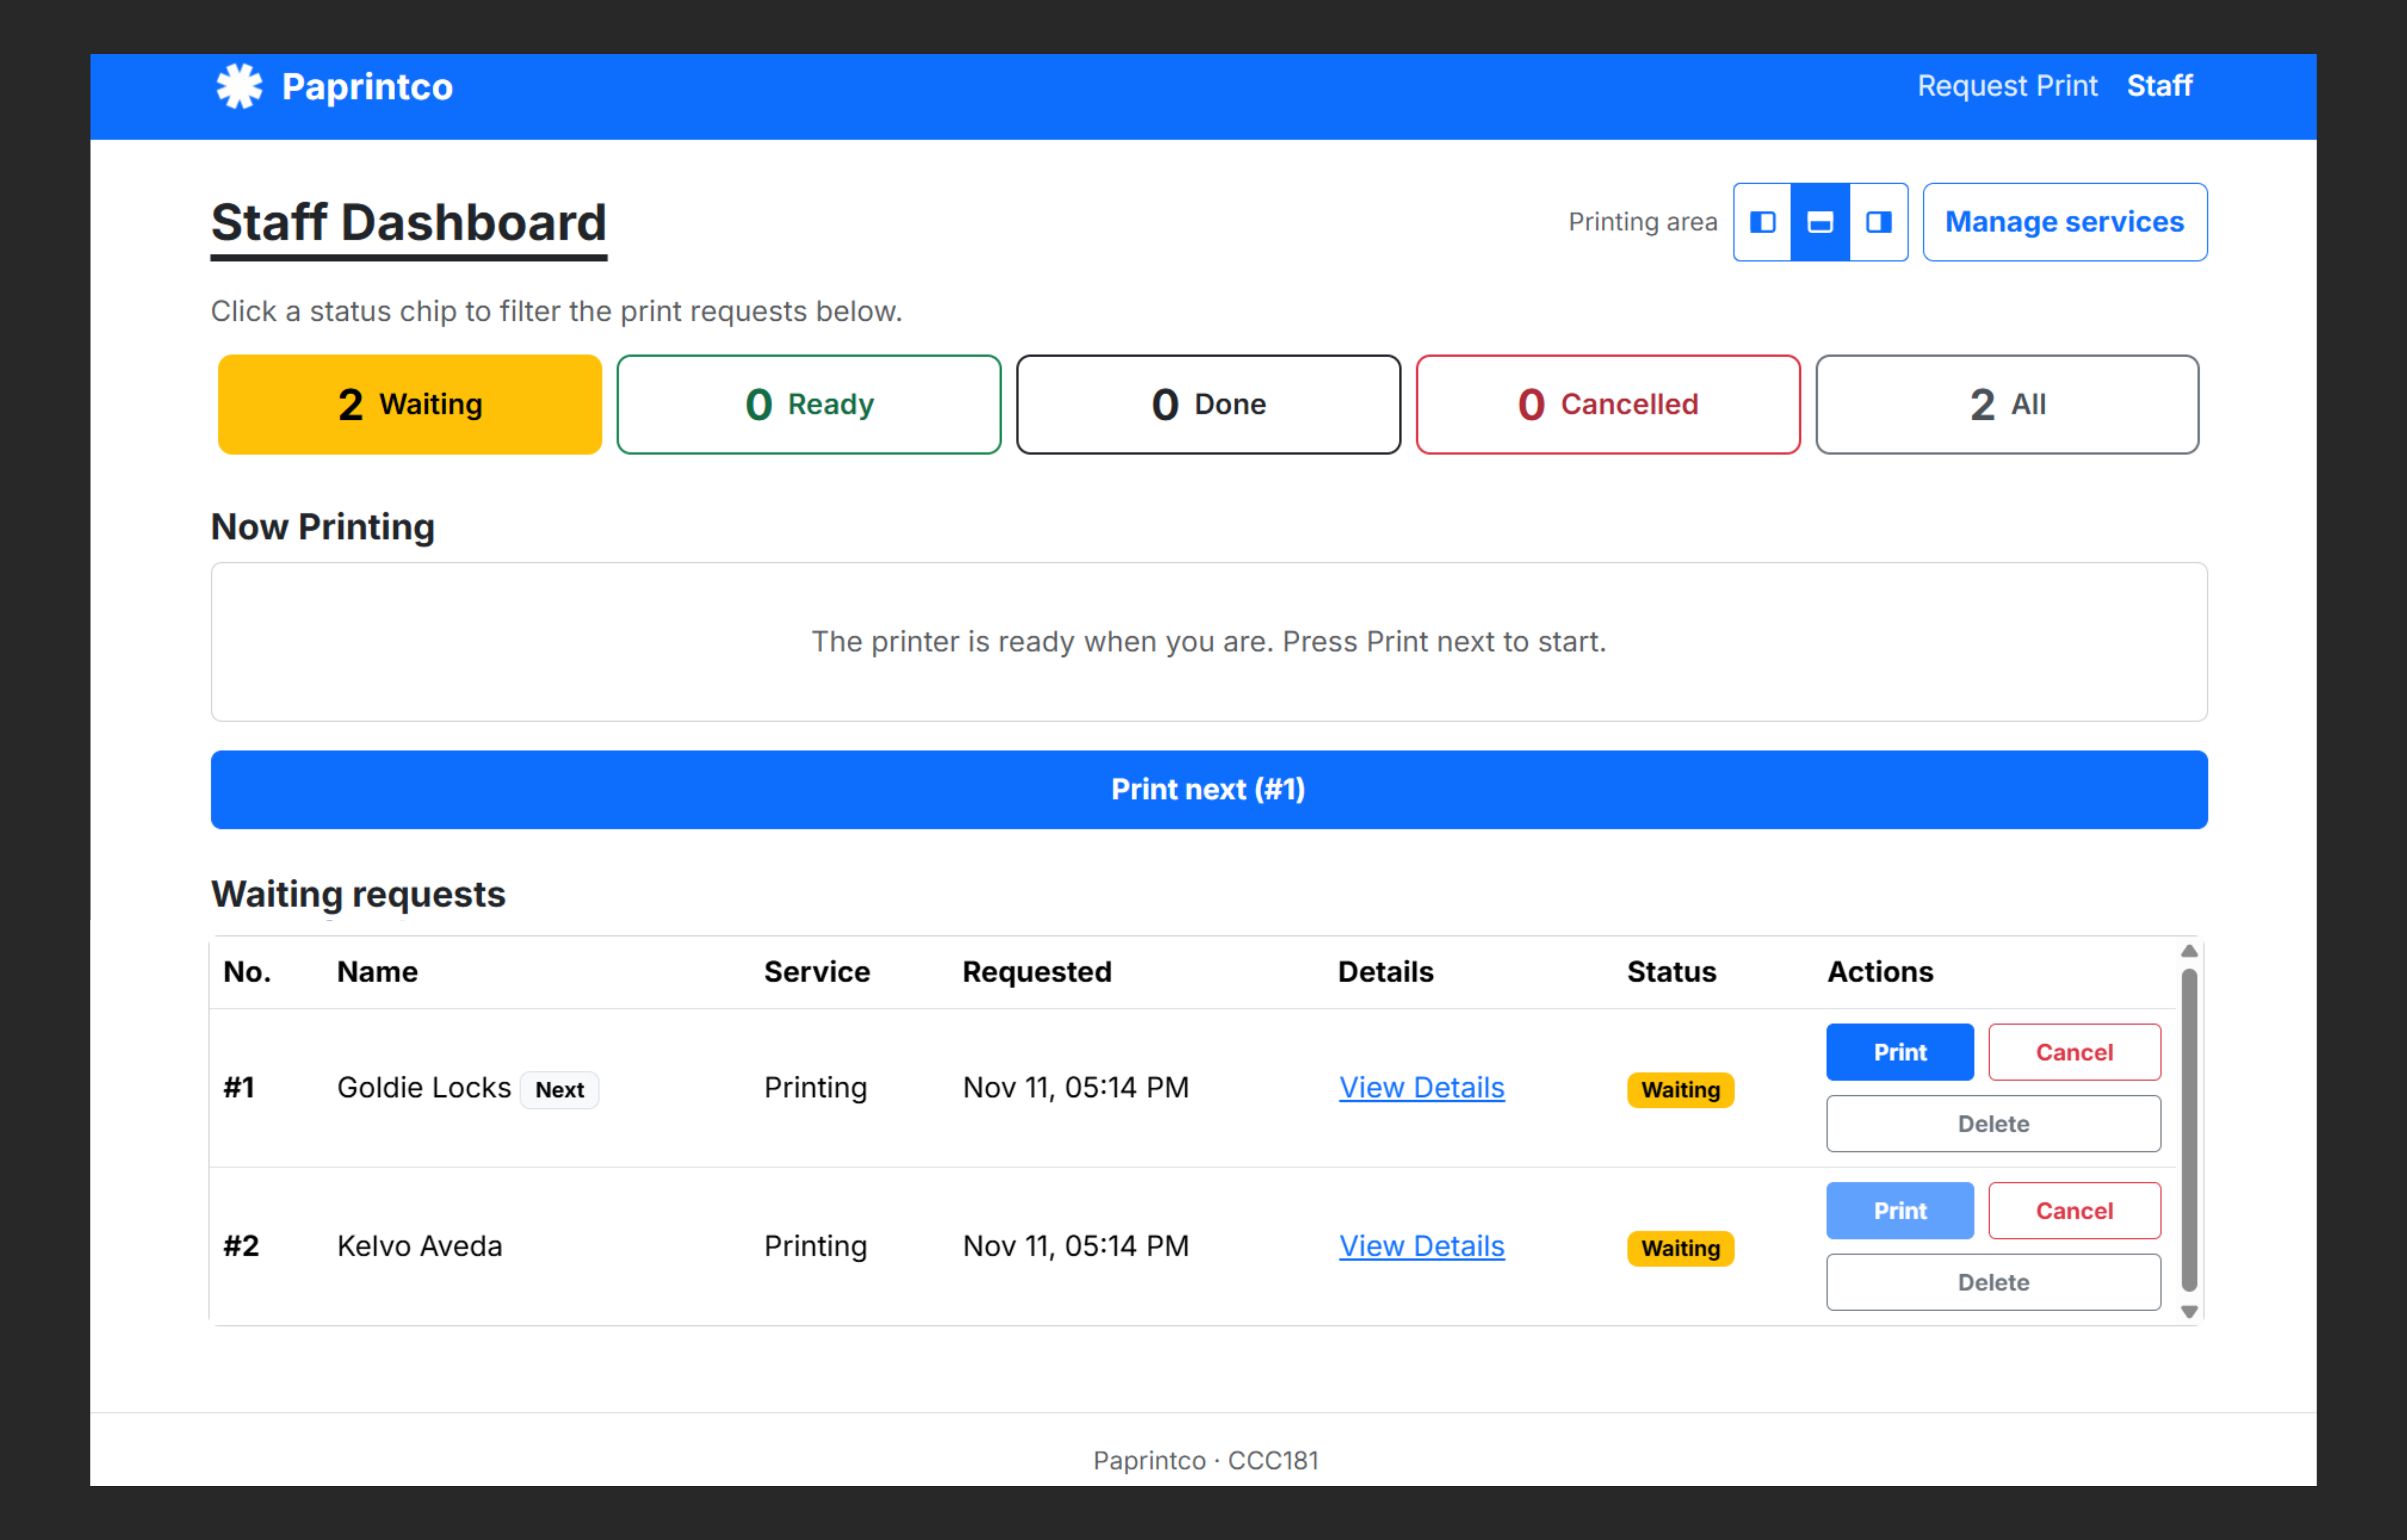 Paprintco
Request Print Staff
Staff Dashboard
Printing area
Manage services
Click a status chip to filter the print requests below.
2 Waiting
0 Ready
0 Done
0 Cancelled
2 All
Now Printing
The printer is ready when you are. Press Print next to start.
Print next (#1)
Waiting requests
No. Name Service Requested Details Status Actions
#1 Goldie Locks Next Printing Nov 11, 05:14 PM View Details Waiting Print Cancel
Delete
#2 Kelvo Aveda Printing Nov 11, 05:14 PM View Details Waiting Print Cancel
Delete
Paprintco · CCC181